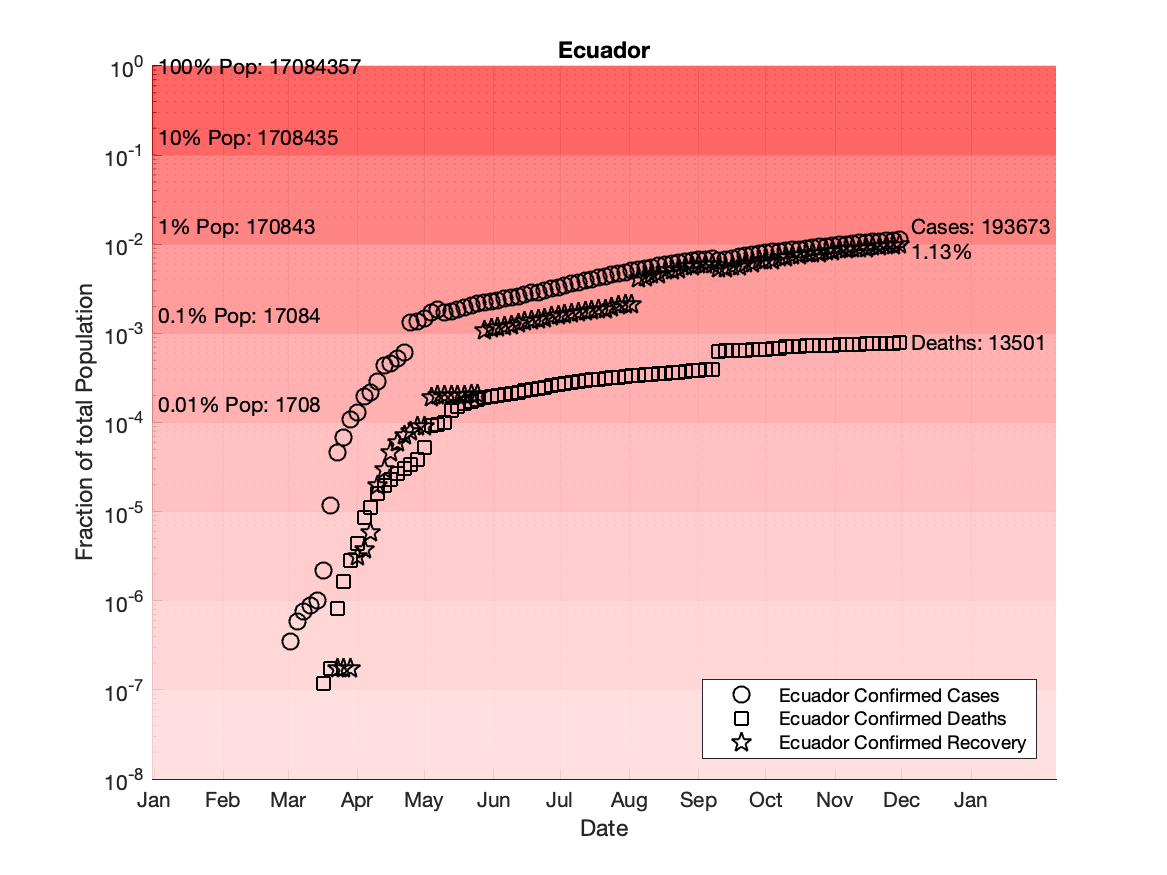 Ecuador
10^0
100% Pop: 17084357
10% Pop: 1708435
10^-1
1% Pop: 170843
Cases: 193673
10^-2
1.13%
0.1% Pop: 17084
10^-3
Deaths: 13501
0.01% Pop: 1708
10^-4
10^-5
10^-6
10^-7
10^-8
Fraction of total Population
Ecuador Confirmed Cases
Ecuador Confirmed Deaths
Ecuador Confirmed Recovery
Jan Feb Mar Apr May Jun Jul Aug Sep Oct Nov Dec Jan
Date